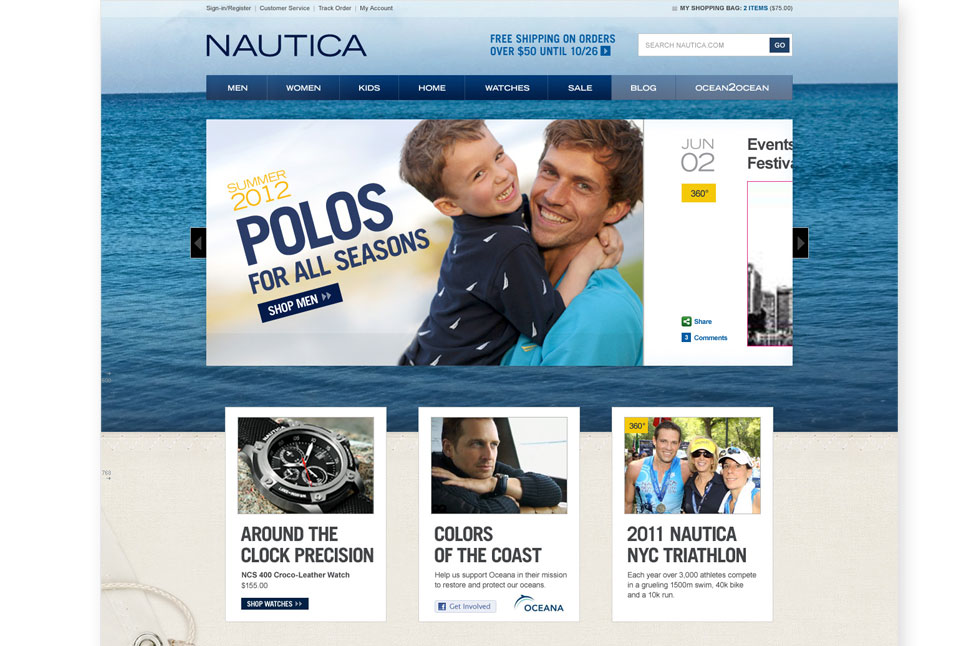 Sign-in/Register | Customer Service | Track Order | My Account
MY SHOPPING BAG: 2 ITEMS ($75.00)
NAUTICA
FREE SHIPPING ON ORDERS
OVER $50 UNTIL 10/26
SEARCH NAUTICA.COM
GO
MEN
WOMEN
KIDS
HOME
WATCHES
SALE
BLOG
OCEAN2OCEAN
SUMMER
2012
POLOS
FOR ALL SEASONS
SHOP MEN
JUN
02
360°
Events
Festiva
Share
3 Comments
NAUTICA
AROUND THE
CLOCK PRECISION
NCS 400 Croco-Leather Watch
$155.00
SHOP WATCHES
COLORS
OF THE COAST
Help us support Oceana in their mission
to restore and protect our oceans.
Get Involved
OCEANA
360°
2011 NAUTICA
NYC TRIATHLON
Each year over 3,000 athletes compete
in a grueling 1500m swim, 40k bike
and a 10k run.
763